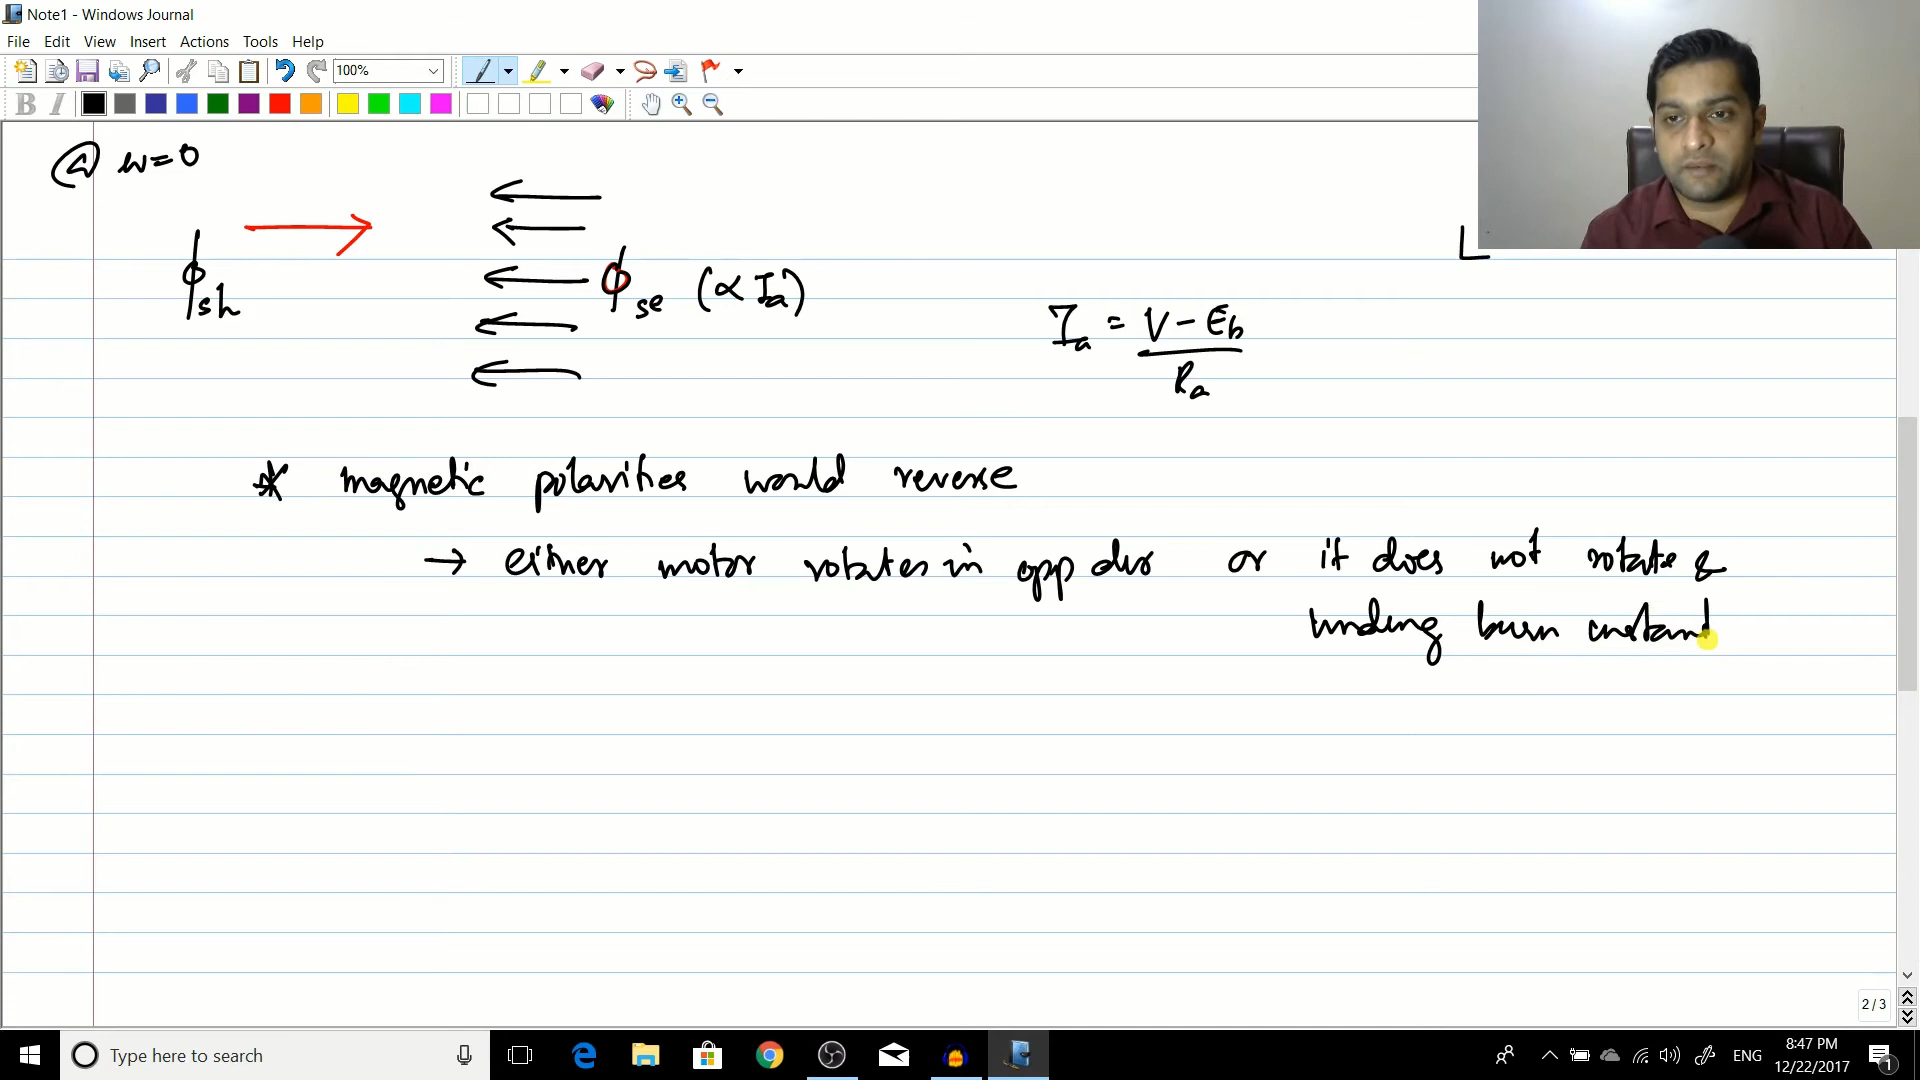 Note1 - Windows Journal
File Edit View Insert Actions Tools Help
100%
B I
@ w=0
ϕsh
ϕse (∝ Ia)
Ia = V - Eb
Ra
* magnetic polarities would reverse
→ either motor rotates in opp dir or it does not rotate &
winding burn instant
2 / 3
Type here to search
ENG
8:47 PM
12/22/2017
1